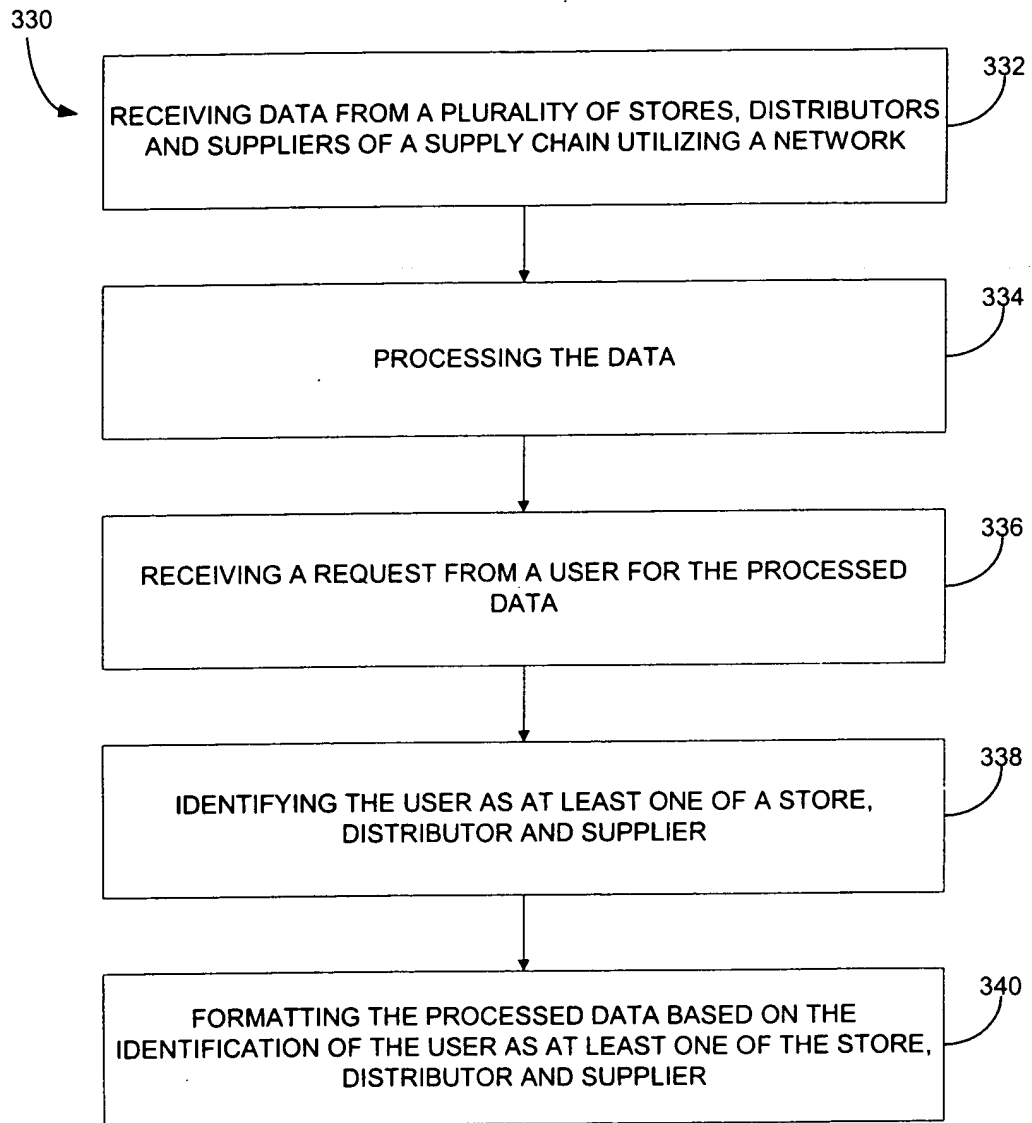 330
332
RECEIVING DATA FROM A PLURALITY OF STORES, DISTRIBUTORS
AND SUPPLIERS OF A SUPPLY CHAIN UTILIZING A NETWORK
334
PROCESSING THE DATA
336
RECEIVING A REQUEST FROM A USER FOR THE PROCESSED
DATA
338
IDENTIFYING THE USER AS AT LEAST ONE OF A STORE,
DISTRIBUTOR AND SUPPLIER
340
FORMATTING THE PROCESSED DATA BASED ON THE
IDENTIFICATION OF THE USER AS AT LEAST ONE OF THE STORE,
DISTRIBUTOR AND SUPPLIER